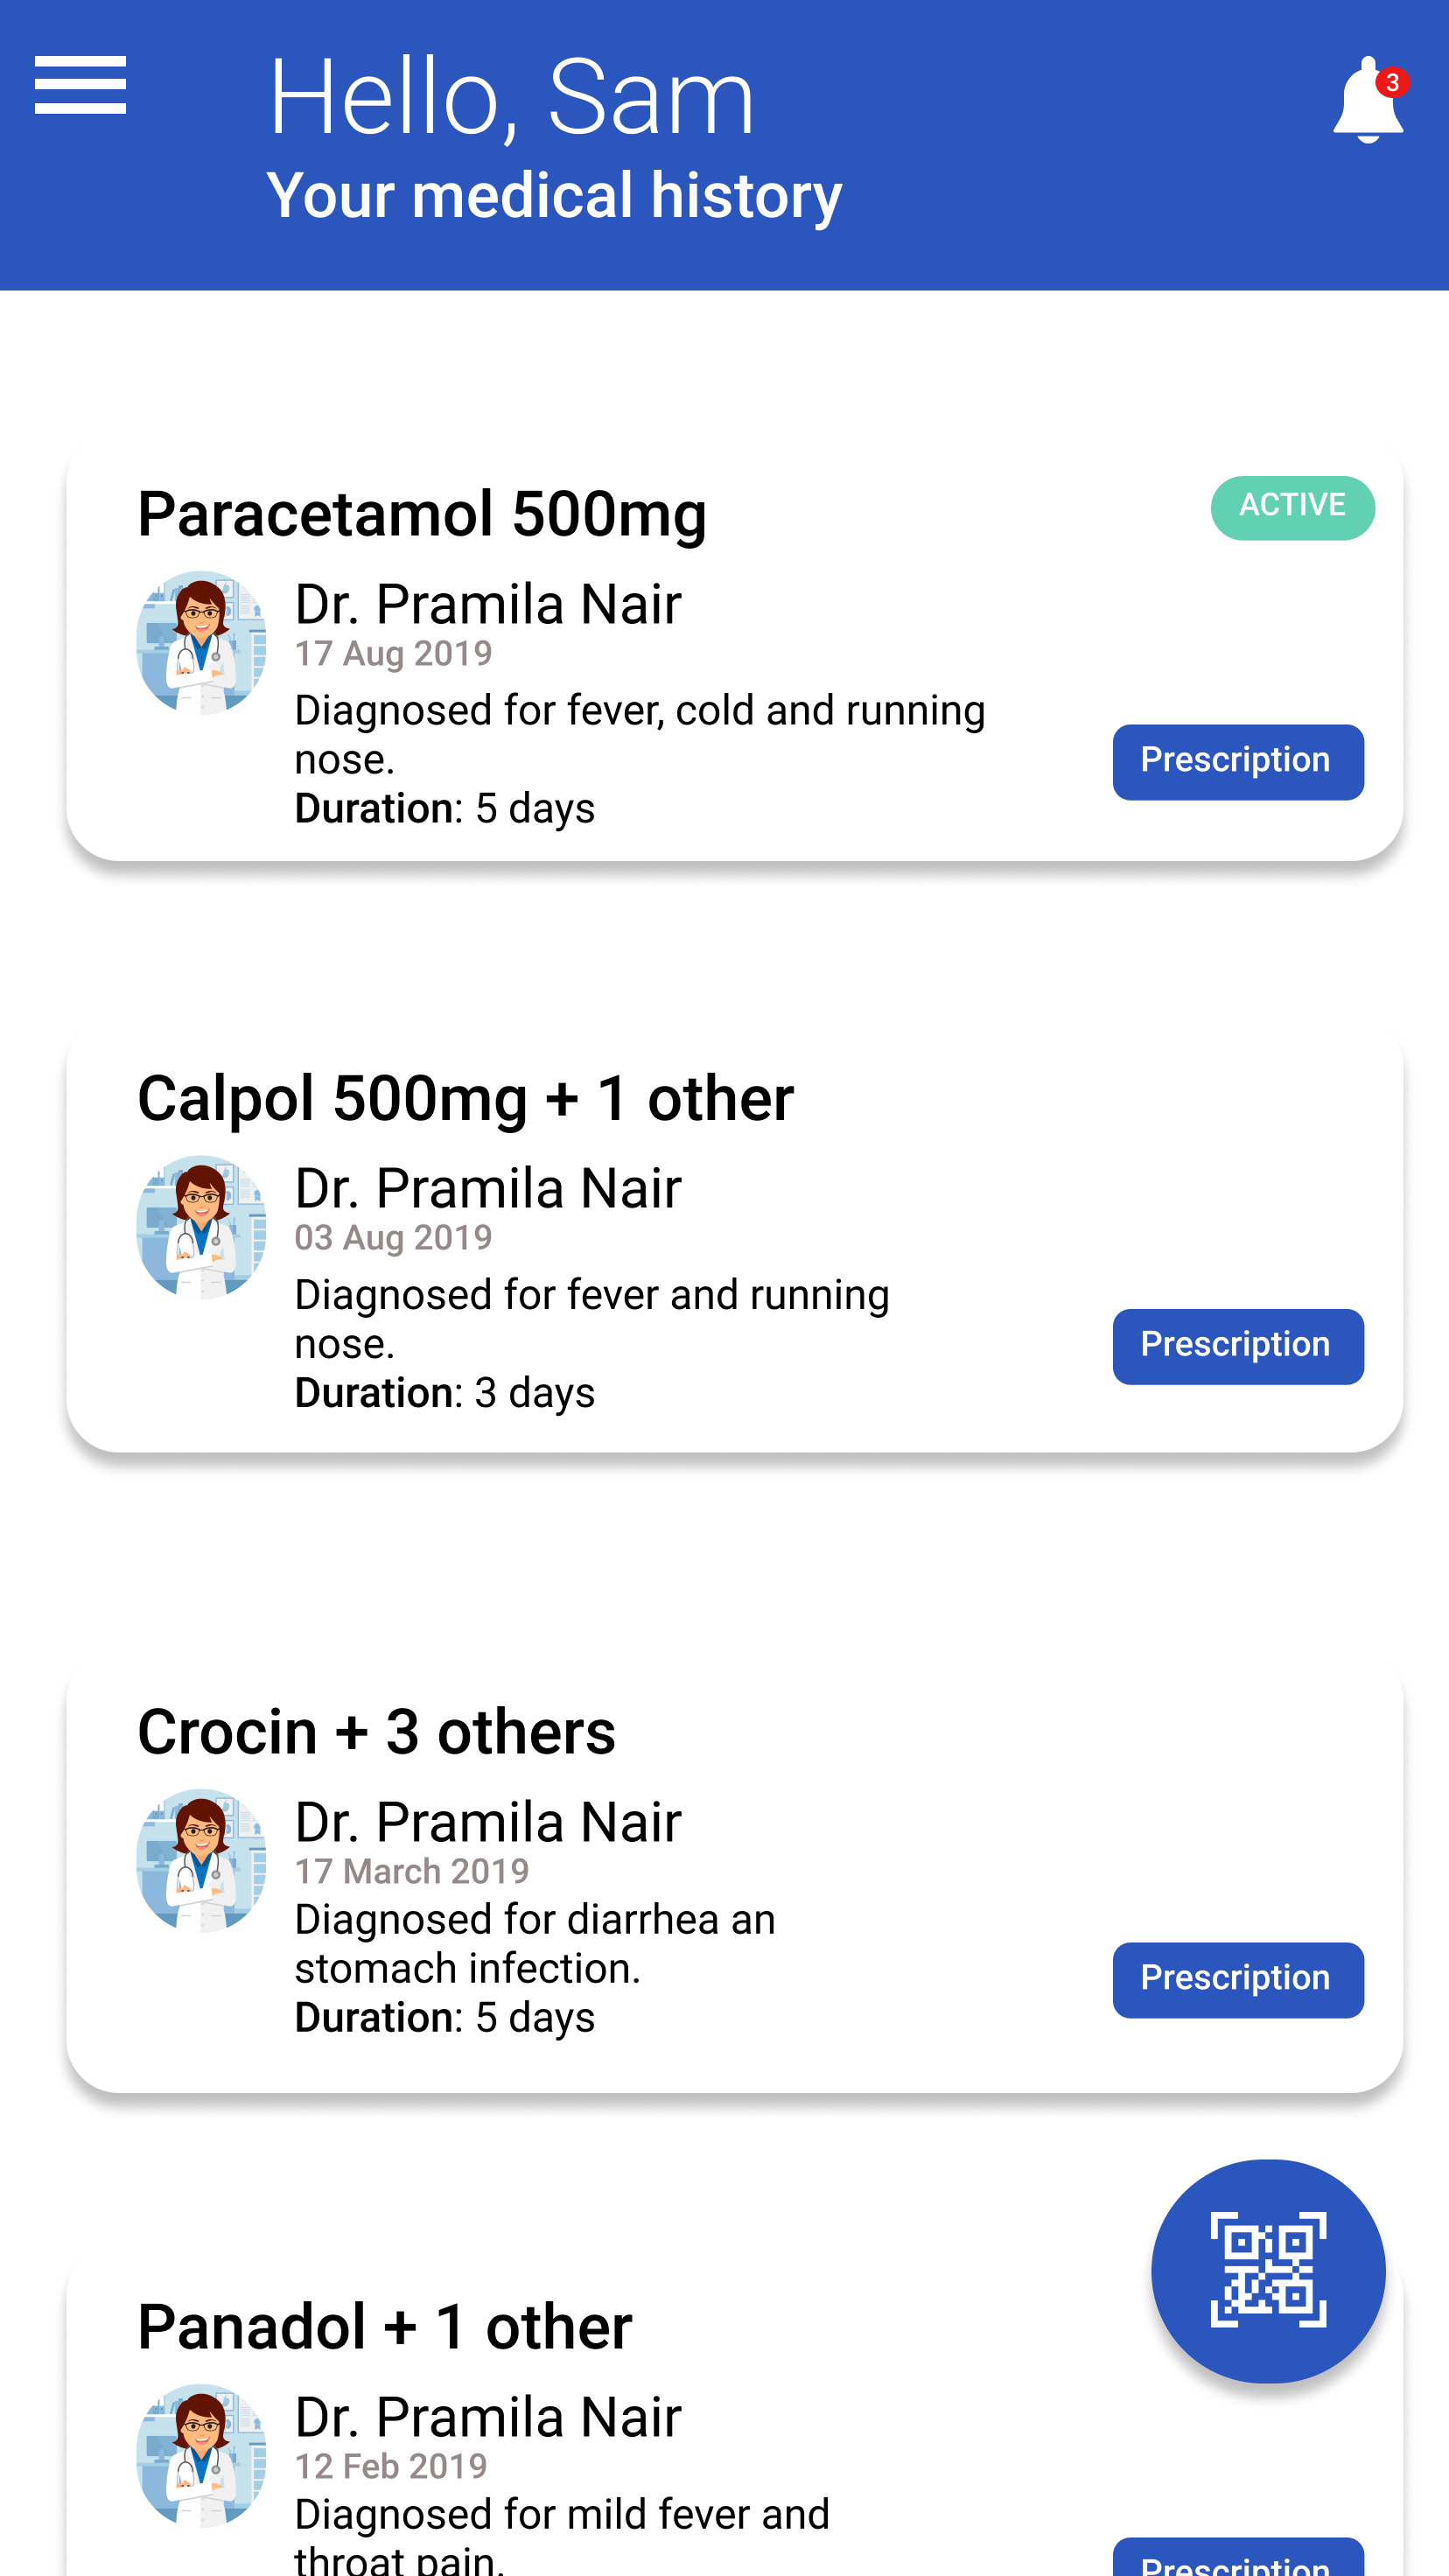 Hello, Sam
3
Your medical history
Paracetamol 500mg
ACTIVE
Dr. Pramila Nair
17 Aug 2019
Diagnosed for fever, cold and running
nose.
Prescription
Duration: 5 days
Calpol 500mg + 1 other
Dr. Pramila Nair
03 Aug 2019
Diagnosed for fever and running
nose.
Prescription
Duration: 3 days
Crocin + 3 others
Dr. Pramila Nair
17 March 2019
Diagnosed for diarrhea an
stomach infection.
Prescription
Duration: 5 days
Panadol + 1 other
Dr. Pramila Nair
12 Feb 2019
Diagnosed for mild fever and
throat pain.
Prescription